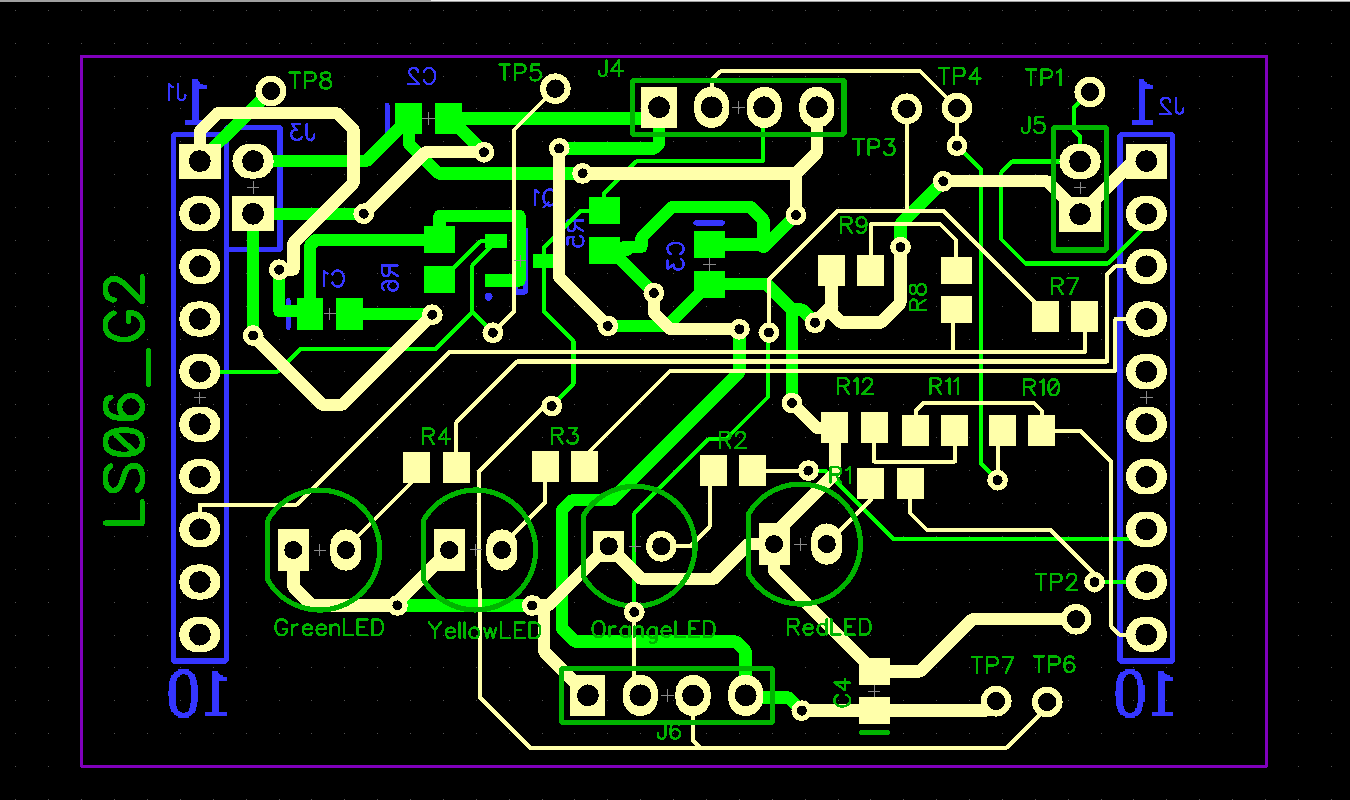 TP8
C2
TP5
J4
TP4
TP1
J1
1
J2
1
J3
J5
TP3
Q1
R9
R5
C3
C1
R6
R8
R7
LS06_G2
R12
R11
R10
R4
R3
R2
R1
TP2
GreenLED
YellowLED
OrangeLED
RedLED
TP7
TP6
10
10
C4
J6